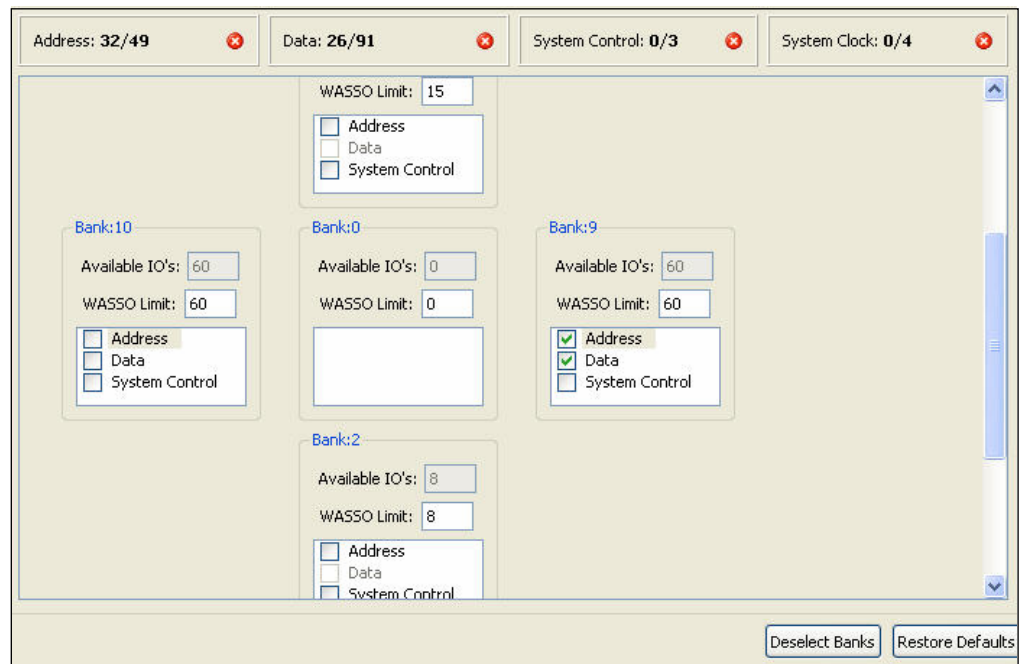 Address: 32/49
Data: 26/91
System Control: 0/3
System Clock: 0/4
WASSO Limit: 15
Address
Data
System Control
Bank:10
Available IO's: 60
WASSO Limit: 60
Address
Data
System Control
Bank:0
Available IO's: 0
WASSO Limit: 0
Bank:9
Available IO's: 60
WASSO Limit: 60
Address
Data
System Control
Bank:2
Available IO's: 8
WASSO Limit: 8
Address
Data
System Control
Deselect Banks
Restore Defaults